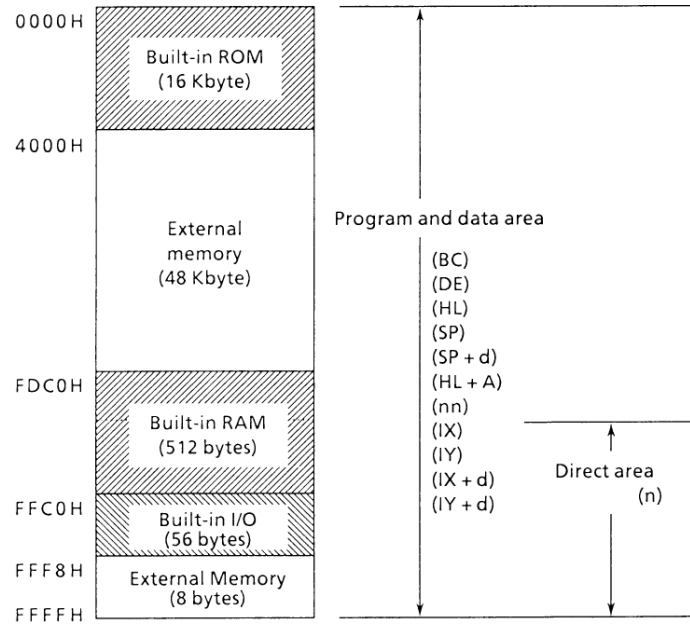 0000H
Built-in ROM
(16 Kbyte)
4000H
External
memory
(48 Kbyte)
FDC0H
Built-in RAM
(512 bytes)
FFC0H
Built-in I/O
(56 bytes)
FFF8H
External Memory
(8 bytes)
FFFFH
Program and data area
(BC)
(DE)
(HL)
(SP)
(SP + d)
(HL + A)
(nn)
(IX)
(IY)
(IX + d)
(IY + d)
Direct area
(n)